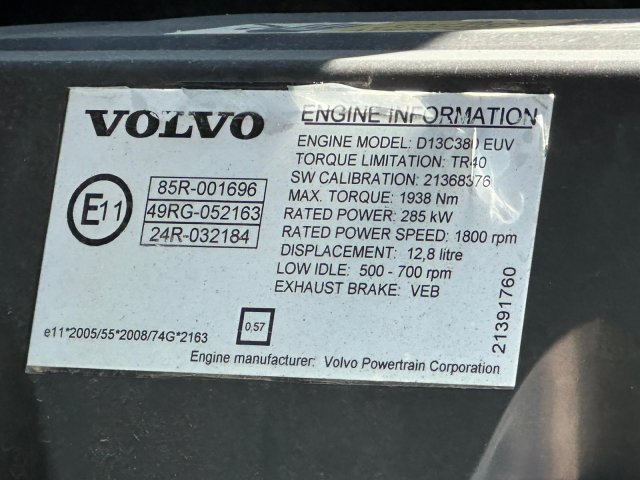 VOLVO
E11
85R-001696
49RG-052163
24R-032184
e11*2005/55*2008/74G*2163
0,57
ENGINE INFORMATION
ENGINE MODEL: D13C380 EUV
TORQUE LIMITATION: TR40
SW CALIBRATION: 21368376
MAX. TORQUE: 1938 Nm
RATED POWER: 285 kW
RATED POWER SPEED: 1800 rpm
DISPLACEMENT: 12,8 litre
LOW IDLE: 500 - 700 rpm
EXHAUST BRAKE: VEB
21391760
Engine manufacturer: Volvo Powertrain Corporation